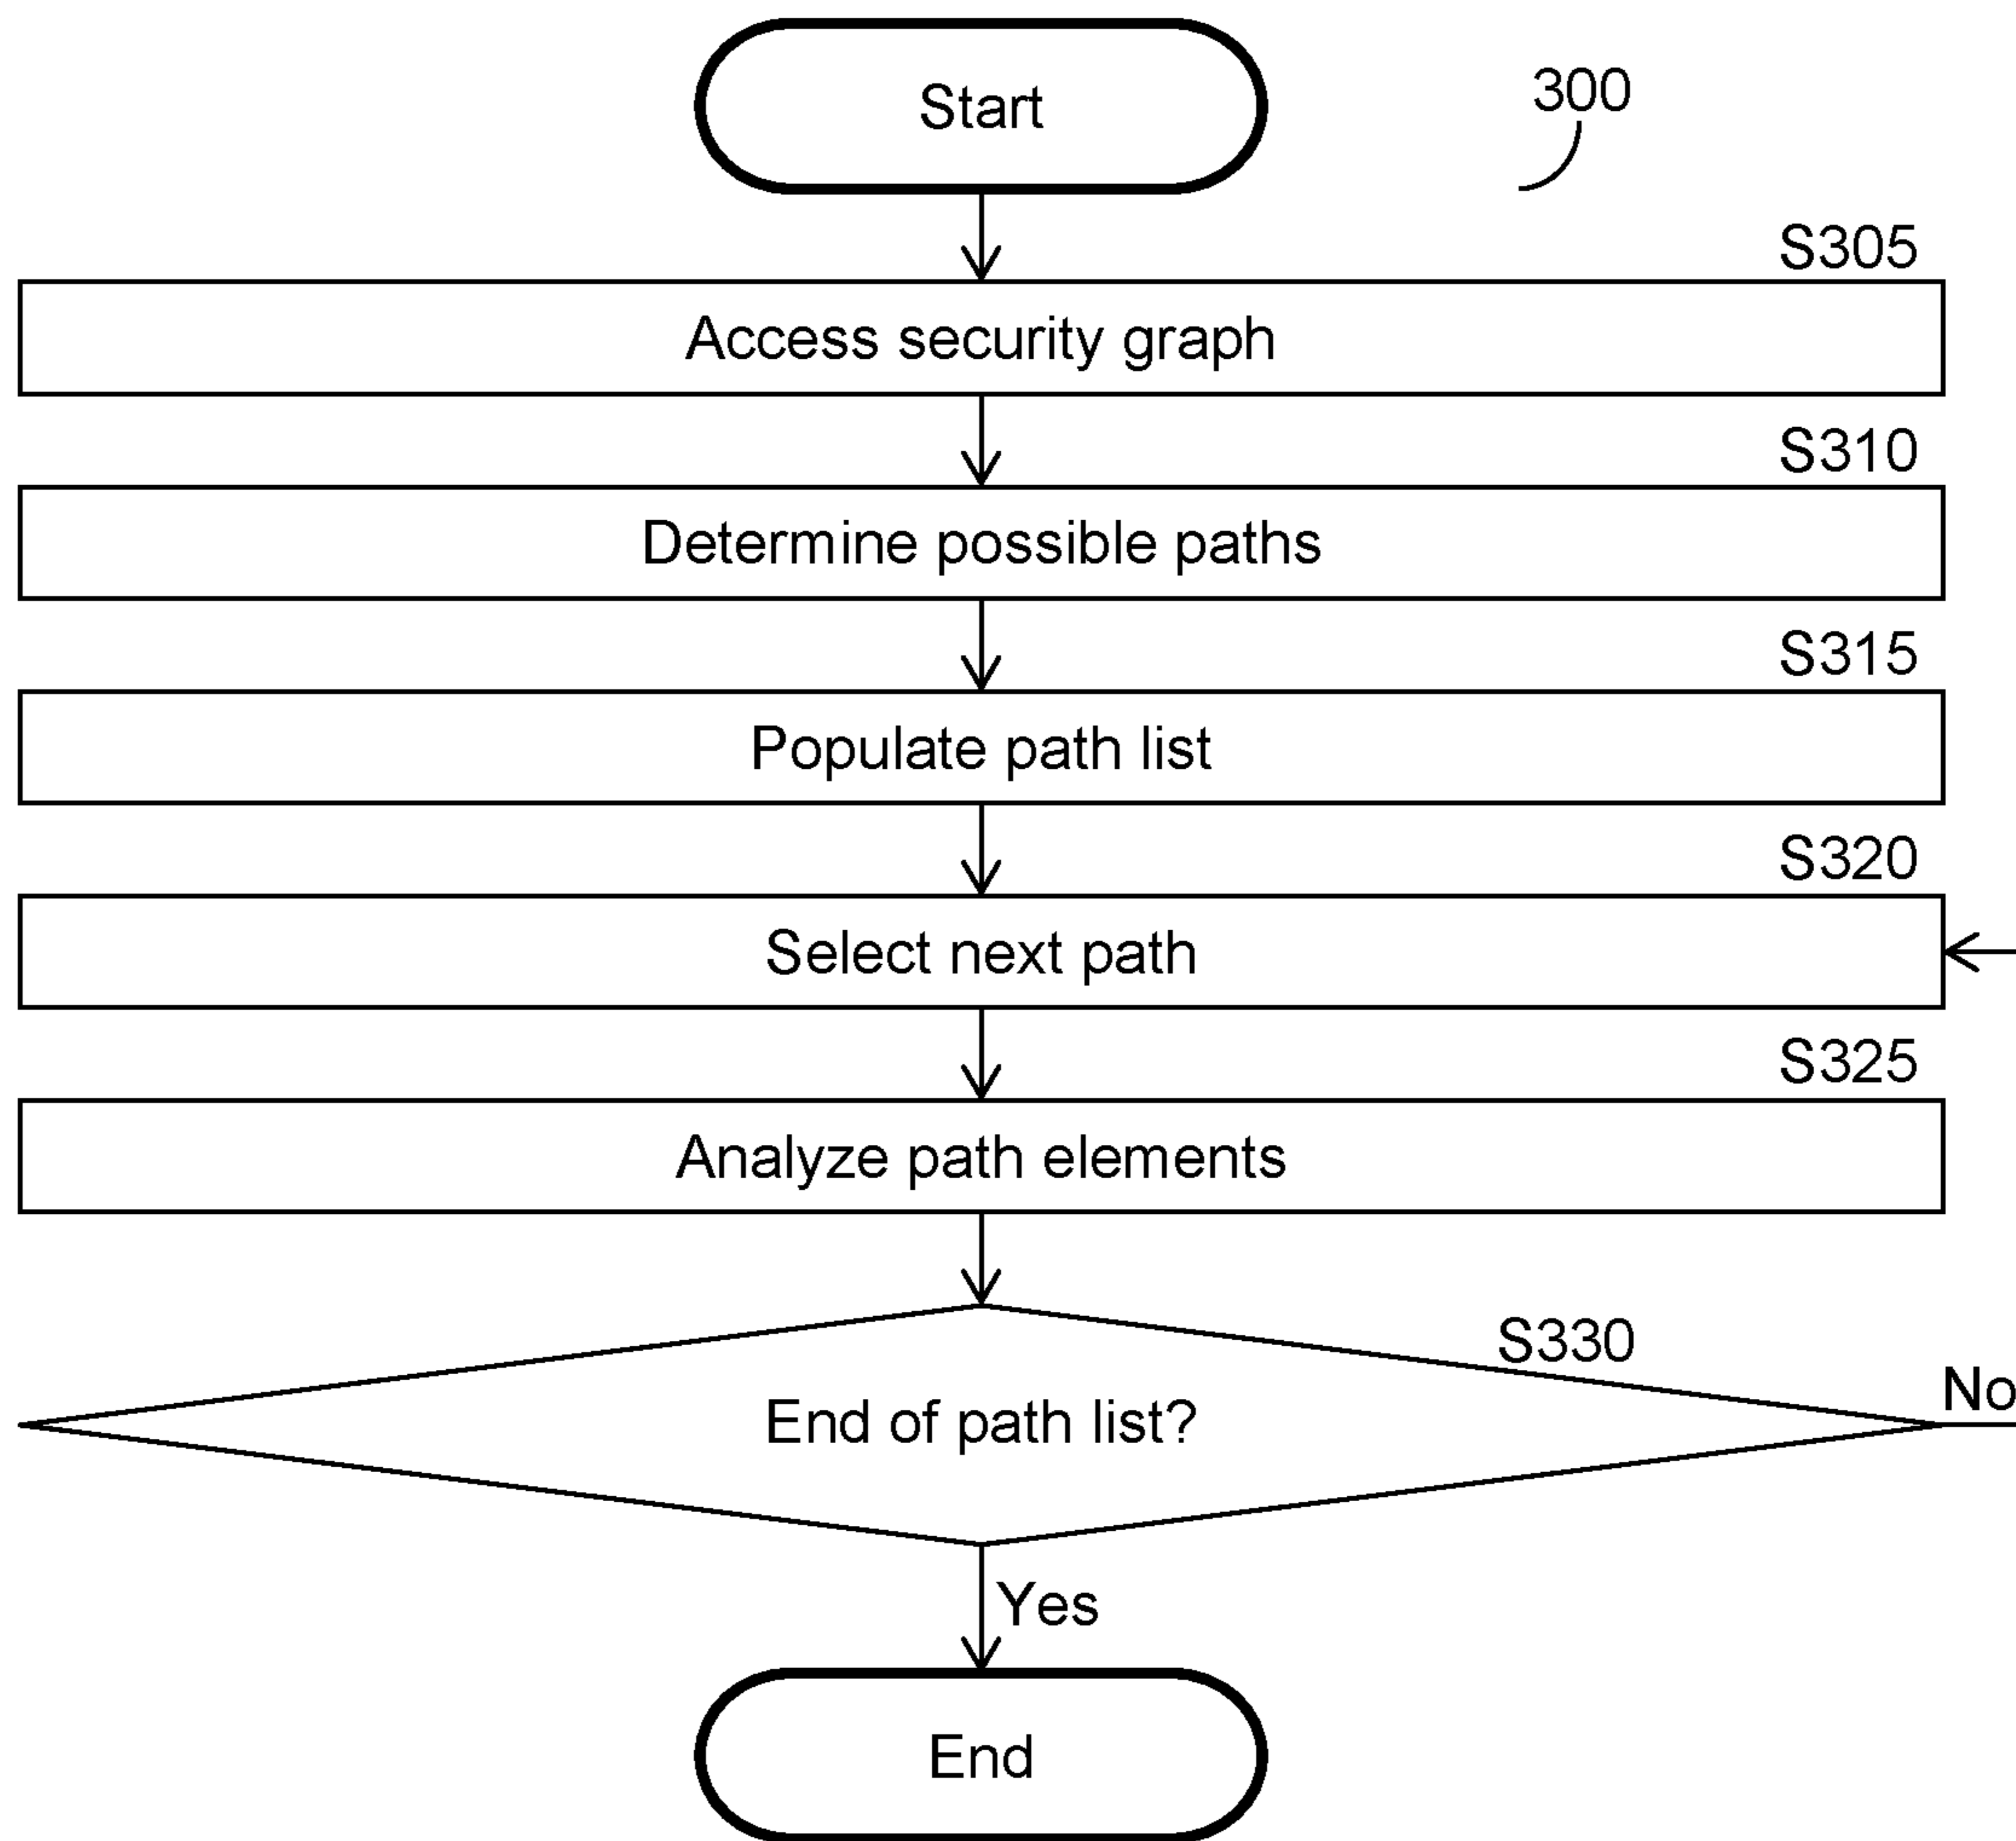 Start
300
S305
Access security graph
S310
Determine possible paths
S315
Populate path list
S320
Select next path
S325
Analyze path elements
S330
End of path list?
No
Yes
End